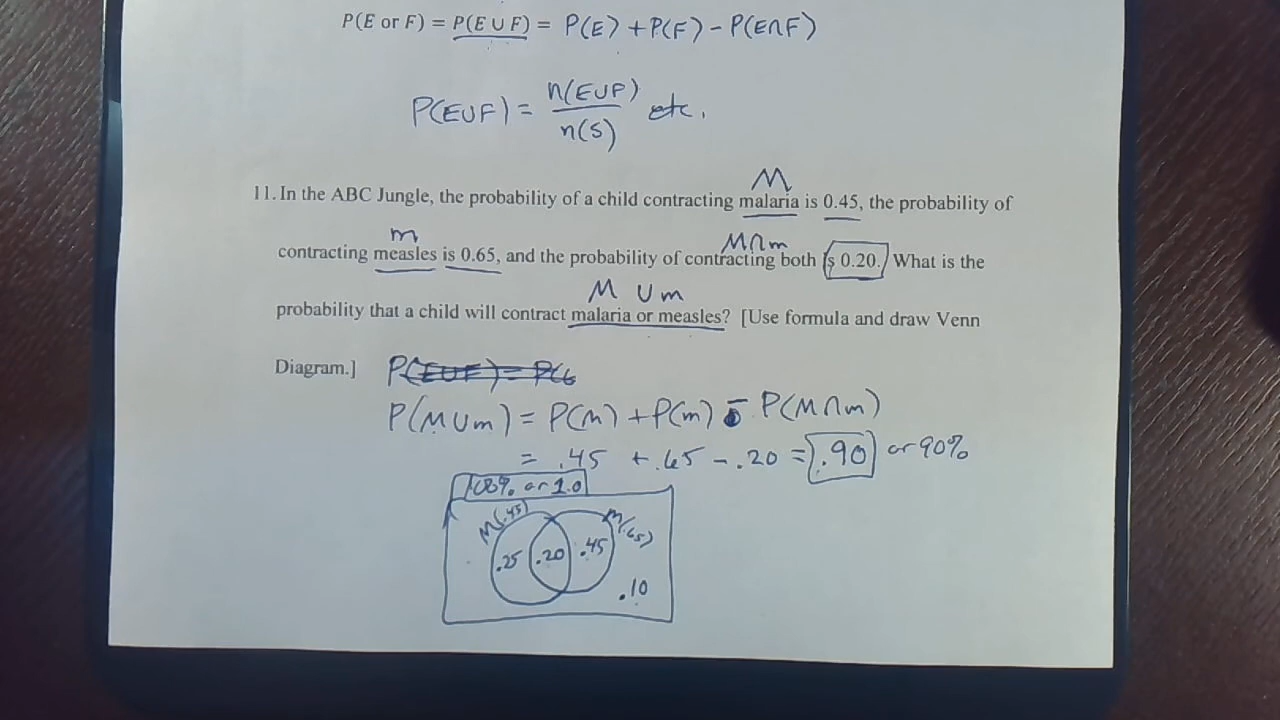 P(E or F) = P(E ∪ F) = P(E) + P(F) - P(E∩F)
P(E∪F) = n(E∪F) / n(S) etc.
M
11. In the ABC Jungle, the probability of a child contracting malaria is 0.45, the probability of
m M∩m
contracting measles is 0.65, and the probability of contracting both is 0.20. What is the
M ∪ m
probability that a child will contract malaria or measles? [Use formula and draw Venn
Diagram.]
P(M∪m) = P(M) + P(m) - P(M∩m)
= .45 + .65 - .20 = .90 or 90%
100% or 1.0
M(.45) m(.65)
.25 .20 .45
.10